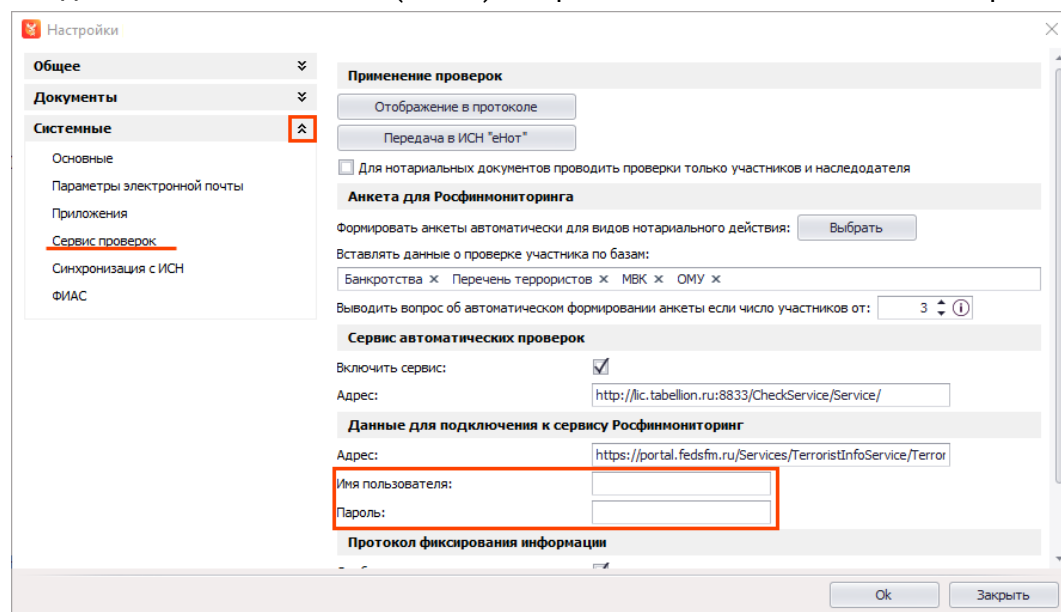 Настройки
Общее
Документы
Системные
Основные
Параметры электронной почты
Приложения
Сервис проверок
Синхронизация с ИСН
ФИАС
Применение проверок
Отображение в протоколе
Передача в ИСН "еНот"
Для нотариальных документов проводить проверки только участников и наследодателя
Анкета для Росфинмониторинга
Формировать анкеты автоматически для видов нотариального действия: Выбрать
Вставлять данные о проверке участника по базам:
Банкротства × Перечень террористов × МВК × ОМУ ×
Выводить вопрос об автоматическом формировании анкеты если число участников от: 3
Сервис автоматических проверок
Включить сервис:
Адрес: http://lic.tabellion.ru:8833/CheckService/Service/
Данные для подключения к сервису Росфинмониторинг
Адрес: https://portal.fedsfm.ru/Services/TerroristInfoService/Terror
Имя пользователя:
Пароль:
Протокол фиксирования информации
Ok Закрыть